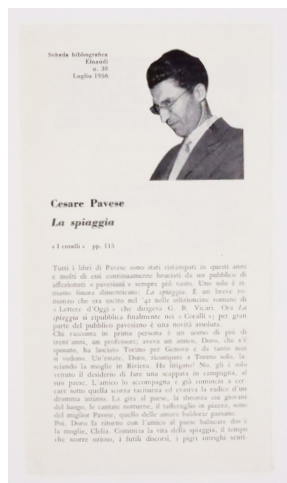 Scheda bibliografica
Einaudi
n. 30
Luglio 1956
Cesare Pavese
La spiaggia
« I coralli » pp. 113
Tutti i libri di Pavese sono stati ristampati in questi anni
e molti di essi continuamente bruciati da un pubblico di
affezionati « pavesiani » sempre più vasto. Uno solo è ri-
masto finora dimenticato: La spiaggia. È un breve ro-
manzo che era uscito nel '42 nelle edizioncine romane di
« Lettere d'Oggi » che dirigeva G. B. Vicari. Ora La
spiaggia si ripubblica finalmente nei « Coralli »; per gran
parte del pubblico pavesiano è una novità assoluta.
Chi racconta in prima persona è un uomo di più di
trent'anni, un professore; aveva un amico, Doro, che s'è
sposato, ha lasciato Torino per Genova e da tanto non
si vedono. Un'estate, Doro, ricompare a Torino solo, la-
sciando la moglie in Riviera. Ha litigato? No, gli è solo
venuto il desiderio di fare una scappata in campagna, al
suo paese. L'amico lo accompagna e già comincia a cer-
care sotto quella scorza taciturna ed evasiva la radice d'un
dramma intimo. La gita al paese, la sbronza coi giovani
del luogo, le cantate notturne, il tafferuglio in piazza, sono
del miglior Pavese, quello delle amare baldorie paesane.
Poi, Doro fa ritorno con l'amico al paese balneare dov'è
la moglie, Clelia. Comincia la vita della spiaggia, il tempo
che scorre ozioso, i futili discorsi, i pigri intrighi senti-